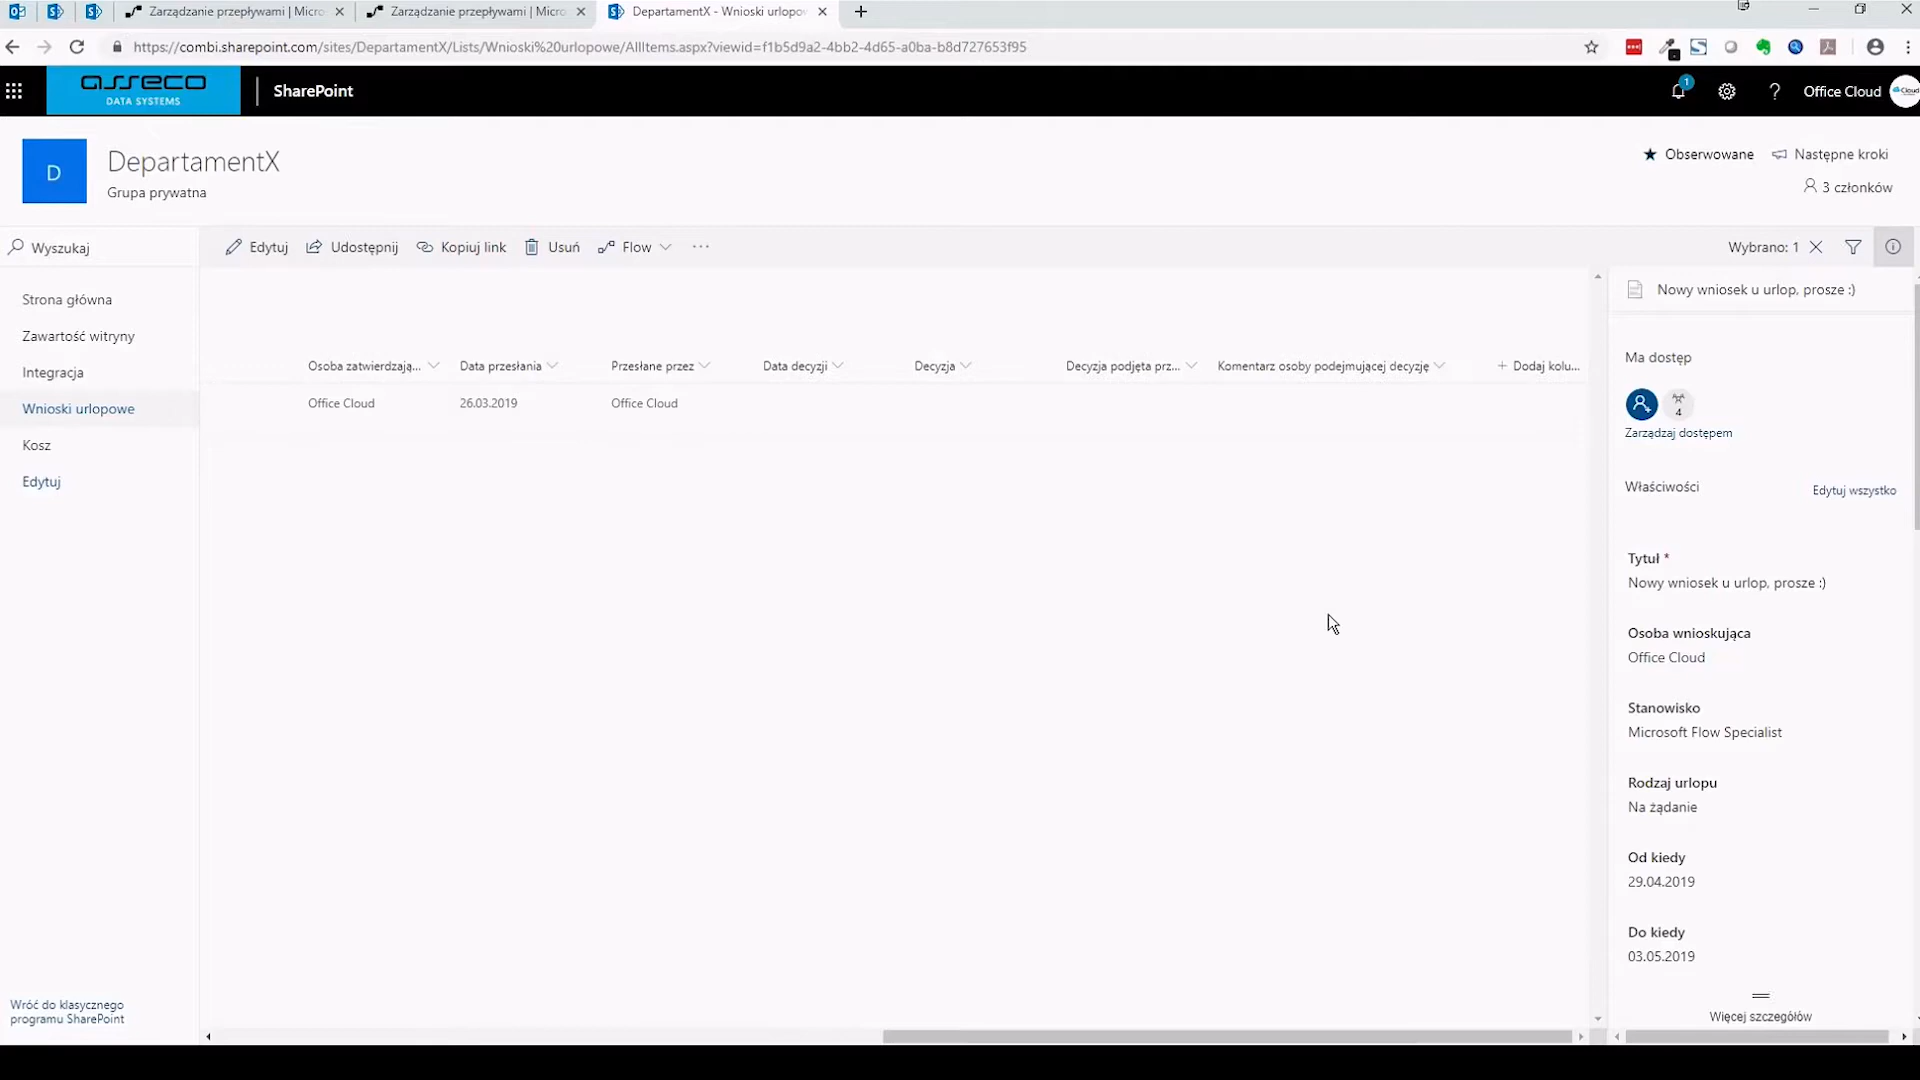 Zarządzanie przepływami | Micro
Zarządzanie przepływami | Micro
DepartamentX - Wnioski urlopow
https://combi.sharepoint.com/sites/DepartamentX/Lists/Wnioski%20urlopowe/AllItems.aspx?viewid=f1b5d9a2-4bb2-4d65-a0ba-b8d727653f95
asseco
DATA SYSTEMS
SharePoint
1
Office Cloud
Cloud
D
DepartamentX
Grupa prywatna
Obserwowane
Następne kroki
3 członków
Wyszukaj
Edytuj
Udostępnij
Kopiuj link
Usuń
Flow
Wybrano: 1
Strona główna
Zawartość witryny
Integracja
Wnioski urlopowe
Kosz
Edytuj
Wróć do klasycznego
programu SharePoint
Osoba zatwierdzają...
Data przesłania
Przesłane przez
Data decyzji
Decyzja
Decyzja podjęta prz...
Komentarz osoby podejmującej decyzję
+ Dodaj kolu...
Office Cloud
26.03.2019
Office Cloud
Nowy wniosek u urlop, prosze :)
Ma dostęp
4
Zarządzaj dostępem
Właściwości
Edytuj wszystko
Tytuł *
Nowy wniosek u urlop, prosze :)
Osoba wnioskująca
Office Cloud
Stanowisko
Microsoft Flow Specialist
Rodzaj urlopu
Na żądanie
Od kiedy
29.04.2019
Do kiedy
03.05.2019
Więcej szczegółów